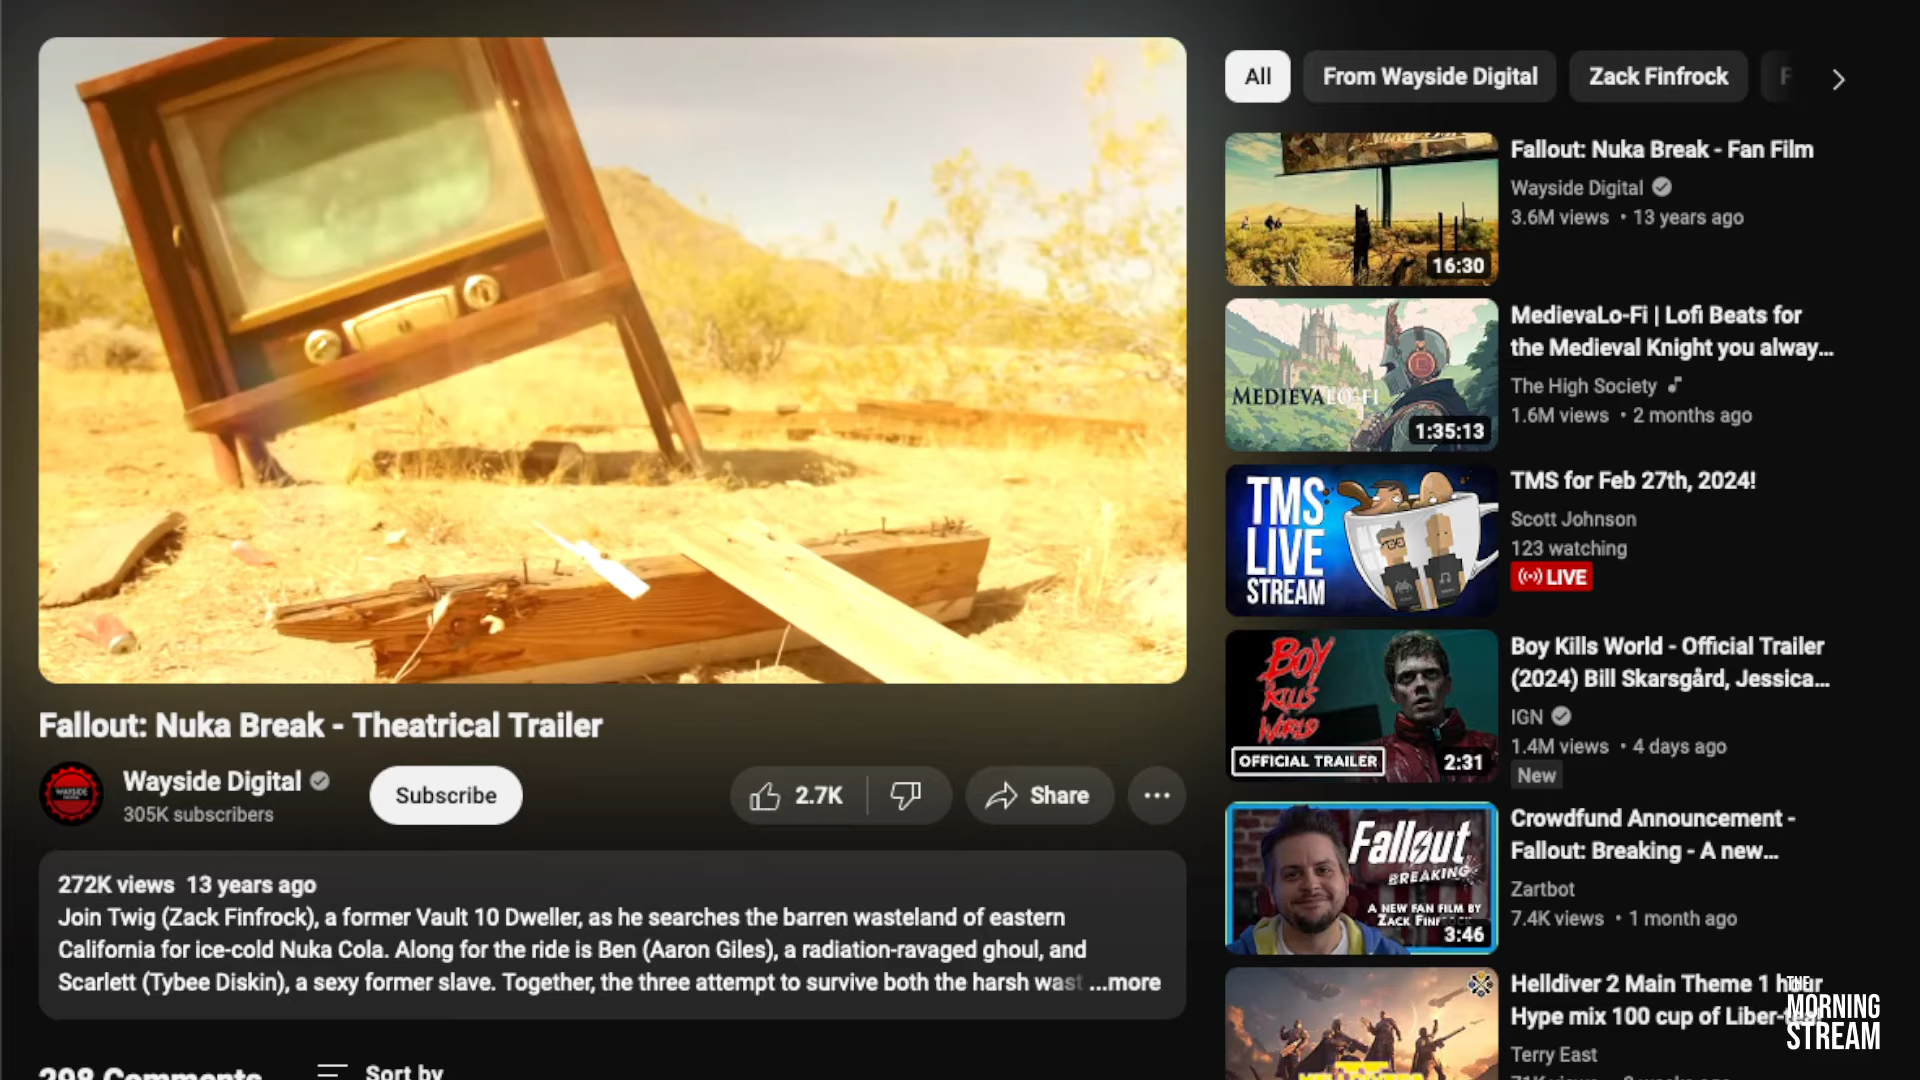 Fallout: Nuka Break - Theatrical Trailer
WAYSIDE
Wayside Digital
305K subscribers
Subscribe
2.7K
Share
272K views 13 years ago
Join Twig (Zack Finfrock), a former Vault 10 Dweller, as he searches the barren wasteland of eastern
California for ice-cold Nuka Cola. Along for the ride is Ben (Aaron Giles), a radiation-ravaged ghoul, and
Scarlett (Tybee Diskin), a sexy former slave. Together, the three attempt to survive both the harsh wast ...more
298 Comments
Sort by
All
From Wayside Digital
Zack Finfrock
F
16:30
Fallout: Nuka Break - Fan Film
Wayside Digital
3.6M views • 13 years ago
MEDIEVALO-FI
1:35:13
MedievaLo-Fi | Lofi Beats for
the Medieval Knight you alway...
The High Society
1.6M views • 2 months ago
TMS
LIVE
STREAM
TMS for Feb 27th, 2024!
Scott Johnson
123 watching
LIVE
BOY
KILLS
WORLD
OFFICIAL TRAILER
2:31
Boy Kills World - Official Trailer
(2024) Bill Skarsgård, Jessica...
IGN
1.4M views • 4 days ago
New
Fallout
BREAKING
A NEW FAN FILM BY
ZACK
3:46
Crowdfund Announcement -
Fallout: Breaking - A new...
Zartbot
7.4K views • 1 month ago
Helldiver 2 Main Theme 1 hour
Hype mix 100 cup of Liber-tea!
Terry East
THE
MORNING
STREAM